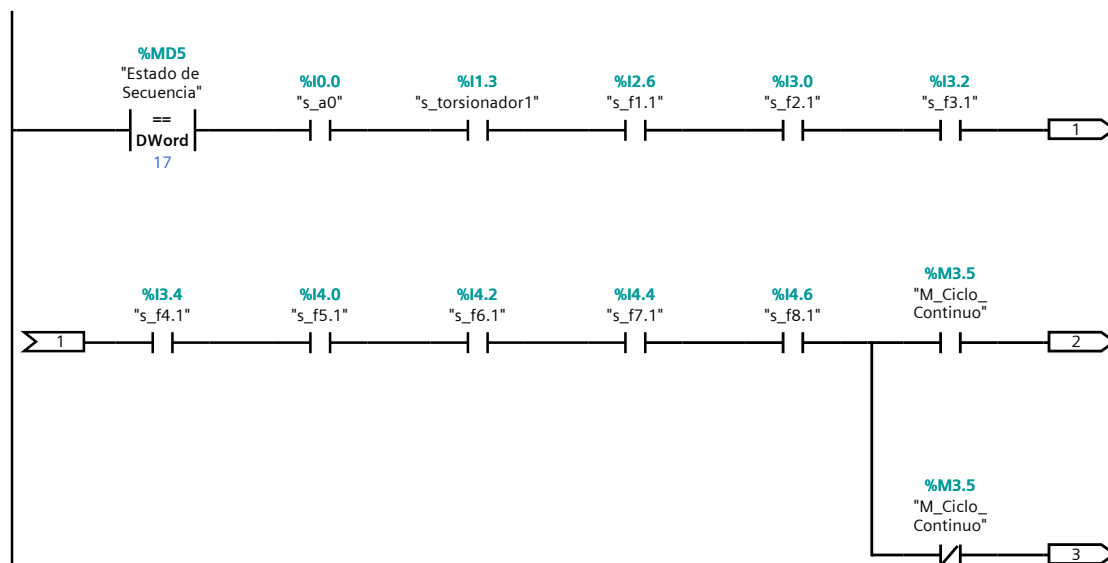 %MD5
"Estado de
Secuencia"
==
DWord
17
%I0.0
"s_a0"
%I1.3
"s_torsionador1"
%I2.6
"s_f1.1"
%I3.0
"s_f2.1"
%I3.2
"s_f3.1"
1
1
%I3.4
"s_f4.1"
%I4.0
"s_f5.1"
%I4.2
"s_f6.1"
%I4.4
"s_f7.1"
%I4.6
"s_f8.1"
%M3.5
"M_Ciclo_
Continuo"
2
%M3.5
"M_Ciclo_
Continuo"
3